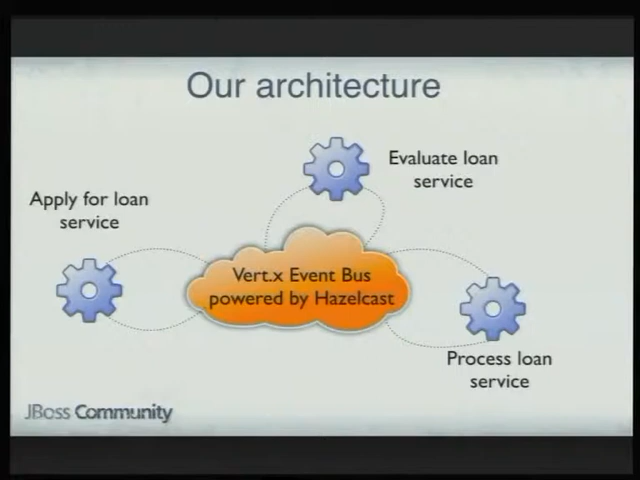 Our architecture
Evaluate loan
service
Apply for loan
service
Vert.x Event Bus
powered by Hazelcast
Process loan
service
JBoss Community